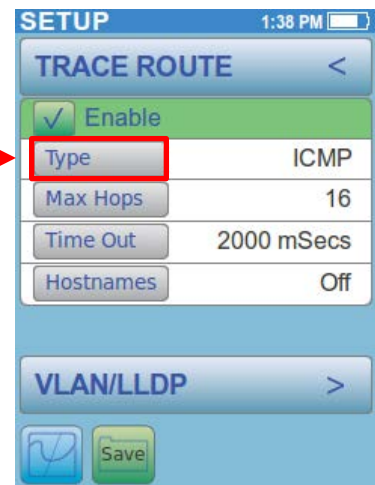 SETUP 1:38 PM
TRACE ROUTE <
Enable
Type ICMP
Max Hops 16
Time Out 2000 mSecs
Hostnames Off
VLAN/LLDP >
Save